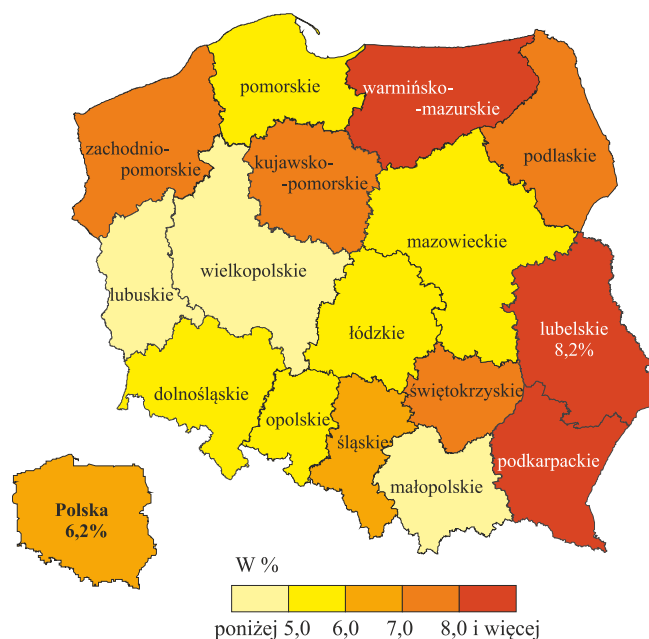 pomorskie
warmińsko-
-mazurskie
zachodnio-
pomorskie
kujawsko-
-pomorskie
podlaskie
mazowieckie
wielkopolskie
lubuskie
łódzkie
lubelskie
8,2%
dolnośląskie
opolskie
śląskie
świętokrzyskie
podkarpackie
małopolskie
Polska
6,2%
W %
poniżej 5,0 6,0 7,0 8,0 i więcej